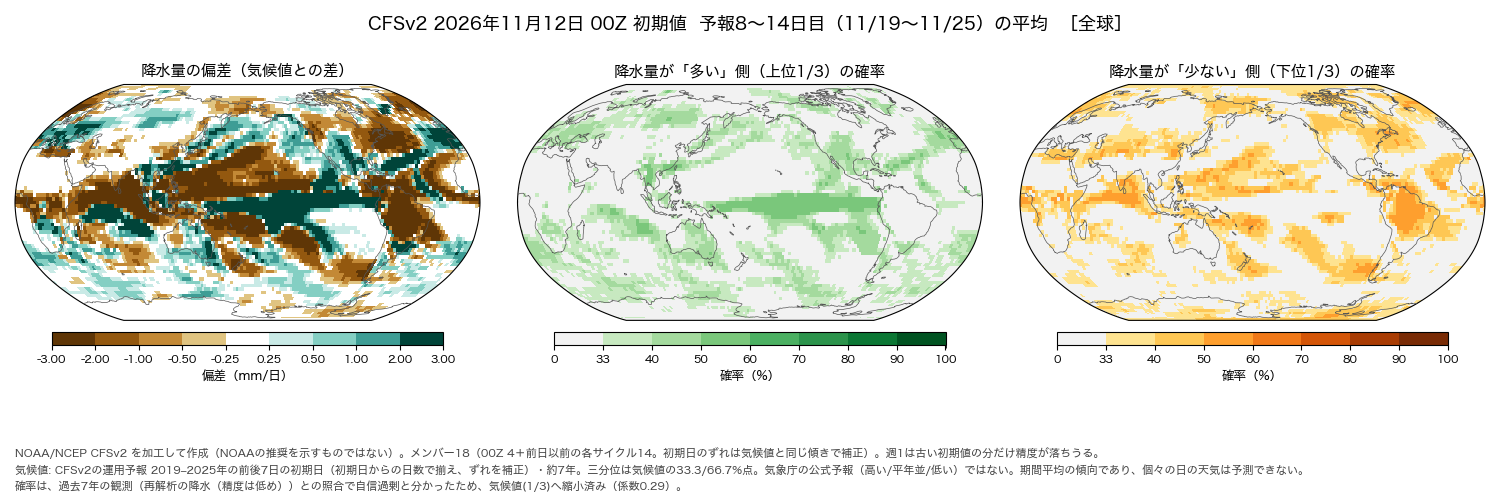 CFSv2 2026年11月12日 00Z 初期値 予報8～14日目（11/19～11/25）の平均 ［全球］
降水量の偏差（気候値との差）
降水量が「多い」側（上位1/3）の確率
降水量が「少ない」側（下位1/3）の確率
-3.00 -2.00 -1.00 -0.50 -0.25 0.25 0.50 1.00 2.00 3.00
偏差（mm/日）
0 33 40 50 60 70 80 90 100
確率（%）
0 33 40 50 60 70 80 90 100
確率（%）
NOAA/NCEP CFSv2 を加工して作成（NOAAの推奨を示すものではない）。メンバー18（00Z 4＋前日以前の各サイクル14。初期日のずれは気候値と同じ傾きで補正）。週1は古い初期値の分だけ精度が落ちうる。
気候値: CFSv2の運用予報 2019–2025年の前後7日の初期日（初期日からの日数で揃え、ずれを補正）・約7年。三分位は気候値の33.3/66.7%点。気象庁の公式予報（高い/平年並/低い）ではない。期間平均の傾向であり、個々の日の天気は予測できない。
確率は、過去7年の観測（再解析の降水（精度は低め））との照合で自信過剰と分かったため、気候値(1/3)へ縮小済み（係数0.29）。